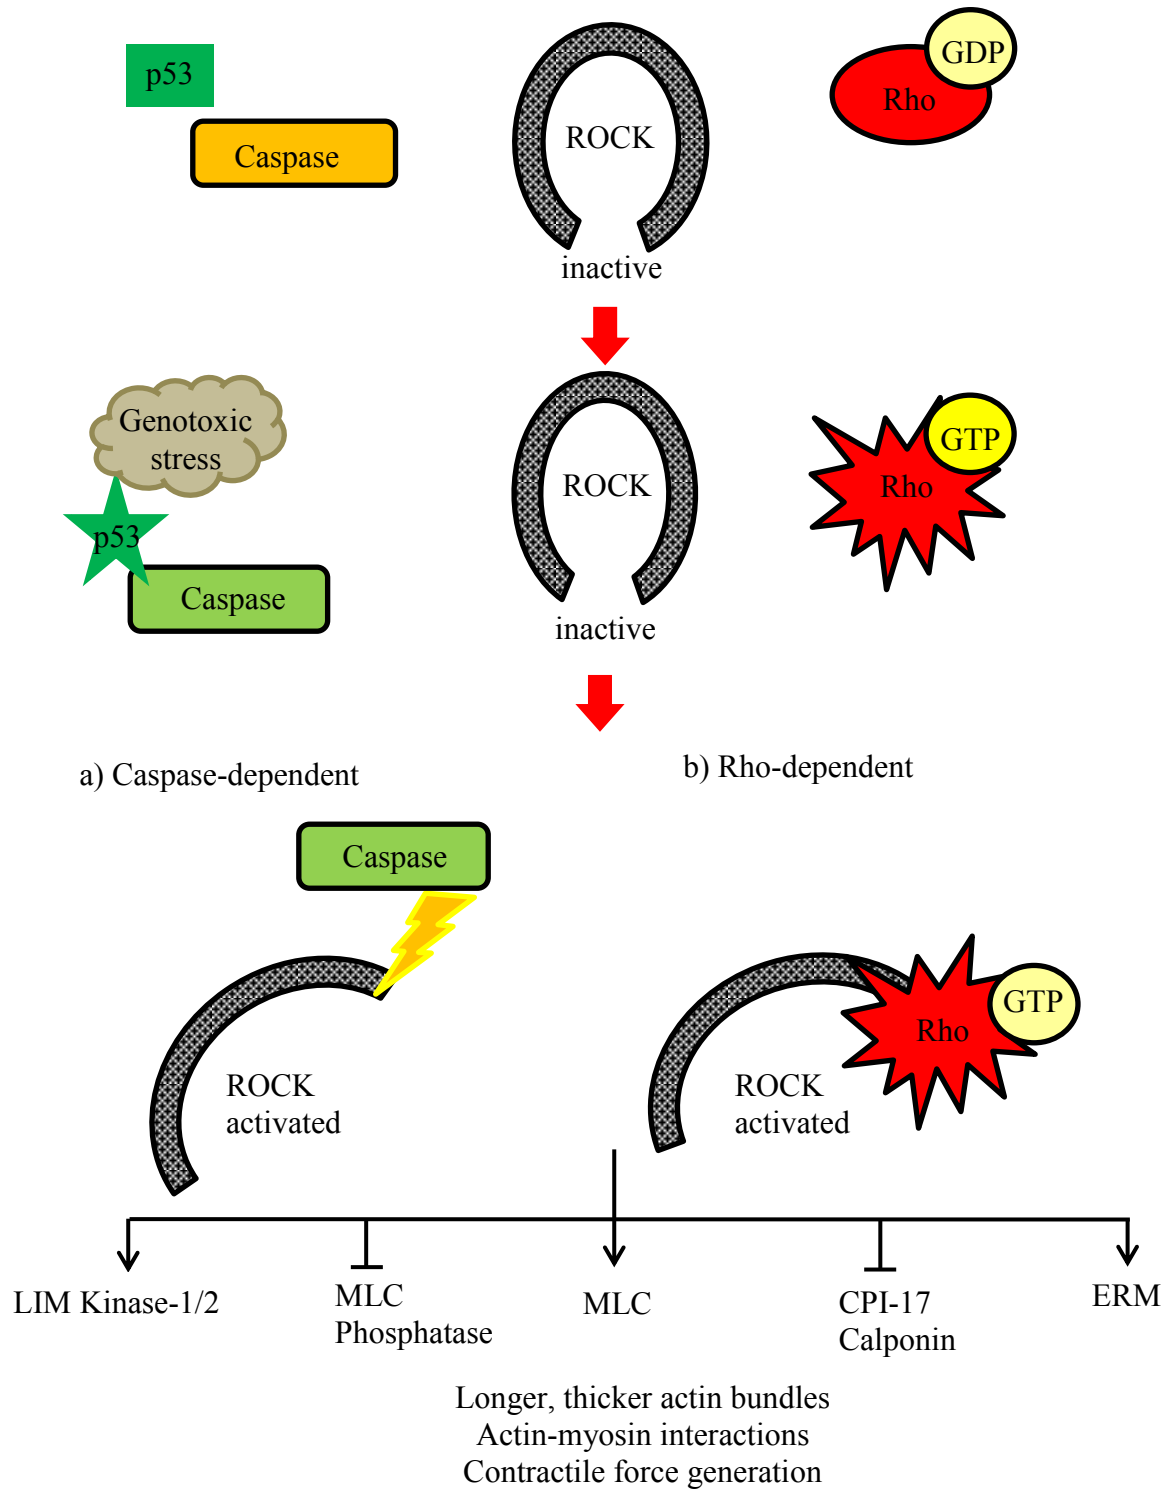 p53
Caspase
ROCK
inactive
GDP
Rho
Genotoxic
stress
p53
Caspase
ROCK
inactive
GTP
Rho
a) Caspase-dependent
b) Rho-dependent
Caspase
ROCK
activated
GTP
Rho
ROCK
activated
LIM Kinase-1/2
MLC
Phosphatase
MLC
CPI-17
Calponin
ERM
Longer, thicker actin bundles
Actin-myosin interactions
Contractile force generation